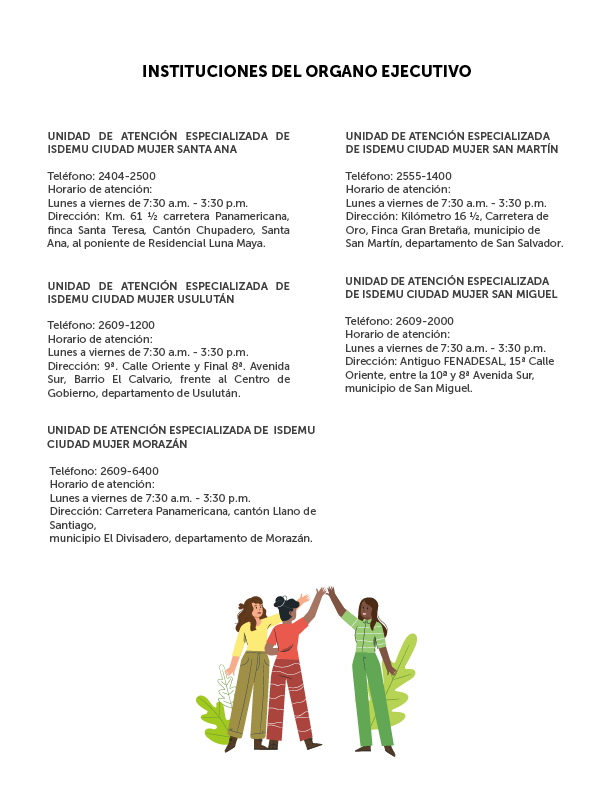 INSTITUCIONES DEL ORGANO EJECUTIVO
UNIDAD DE ATENCIÓN ESPECIALIZADA DE
ISDEMU CIUDAD MUJER SANTA ANA
Teléfono: 2404-2500
Horario de atención:
Lunes a viernes de 7:30 a.m. - 3:30 p.m.
Dirección: Km. 61 ½ carretera Panamericana,
finca Santa Teresa, Cantón Chupadero, Santa
Ana, al poniente de Residencial Luna Maya.
UNIDAD DE ATENCIÓN ESPECIALIZADA DE
ISDEMU CIUDAD MUJER USULUTÁN
Teléfono: 2609-1200
Horario de atención:
Lunes a viernes de 7:30 a.m. - 3:30 p.m.
Dirección: 9ª. Calle Oriente y Final 8ª. Avenida
Sur, Barrio El Calvario, frente al Centro de
Gobierno, departamento de Usulután.
UNIDAD DE ATENCIÓN ESPECIALIZADA DE ISDEMU
CIUDAD MUJER MORAZÁN
Teléfono: 2609-6400
Horario de atención:
Lunes a viernes de 7:30 a.m. - 3:30 p.m.
Dirección: Carretera Panamericana, cantón Llano de
Santiago,
municipio El Divisadero, departamento de Morazán.
UNIDAD DE ATENCIÓN ESPECIALIZADA
DE ISDEMU CIUDAD MUJER SAN MARTÍN
Teléfono: 2555-1400
Horario de atención:
Lunes a viernes de 7:30 a.m. - 3:30 p.m.
Dirección: Kilómetro 16 ½, Carretera de
Oro, Finca Gran Bretaña, municipio de
San Martín, departamento de San Salvador.
UNIDAD DE ATENCIÓN ESPECIALIZADA
DE ISDEMU CIUDAD MUJER SAN MIGUEL
Teléfono: 2609-2000
Horario de atención:
Lunes a viernes de 7:30 a.m. - 3:30 p.m.
Dirección: Antiguo FENADESAL, 15ª Calle
Oriente, entre la 10ª y 8ª Avenida Sur,
municipio de San Miguel.